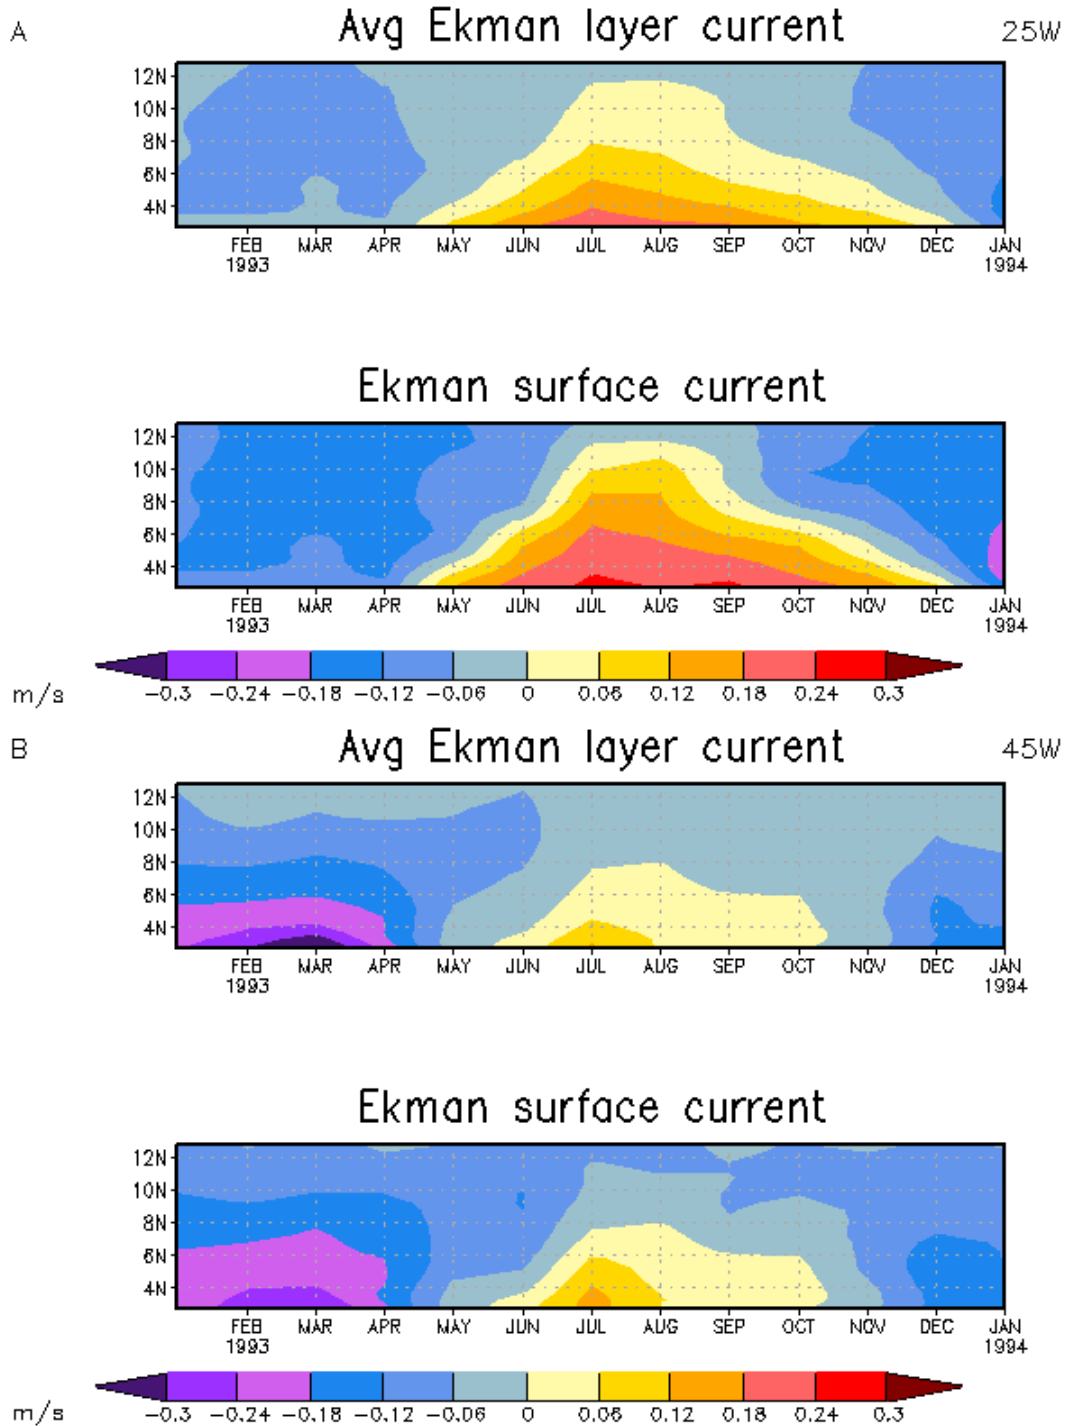 A Avg Ekman layer current 25W
12N
10N
8N
6N
4N
FEB MAR APR MAY JUN JUL AUG SEP OCT NOV DEC JAN
1993 1994
Ekman surface current
12N
10N
8N
6N
4N
FEB MAR APR MAY JUN JUL AUG SEP OCT NOV DEC JAN
1993 1994
m/s -0.3 -0.24 -0.18 -0.12 -0.06 0 0.06 0.12 0.18 0.24 0.3
B Avg Ekman layer current 45W
12N
10N
8N
6N
4N
FEB MAR APR MAY JUN JUL AUG SEP OCT NOV DEC JAN
1993 1994
Ekman surface current
12N
10N
8N
6N
4N
FEB MAR APR MAY JUN JUL AUG SEP OCT NOV DEC JAN
1993 1994
m/s -0.3 -0.24 -0.18 -0.12 -0.06 0 0.06 0.12 0.18 0.24 0.3